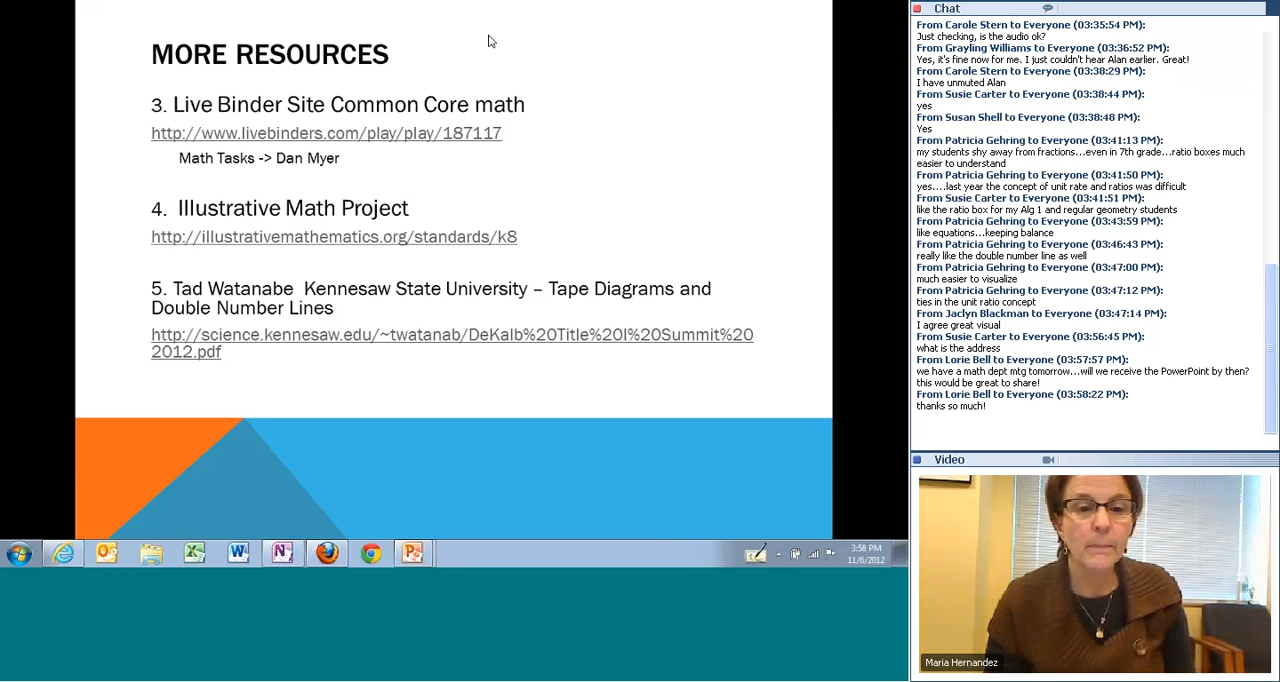 MORE RESOURCES
3. Live Binder Site Common Core math
http://www.livebinders.com/play/play/187117
Math Tasks -> Dan Myer
4. Illustrative Math Project
http://illustrativemathematics.org/standards/k8
5. Tad Watanabe Kennesaw State University – Tape Diagrams and
Double Number Lines
http://science.kennesaw.edu/~twatanab/DeKalb%20Title%20I%20Summit%20
2012.pdf
3:58 PM
11/6/2012
Chat
From Carole Stern to Everyone (03:35:54 PM):
Just checking, is the audio ok?
From Grayling Williams to Everyone (03:36:52 PM):
Yes, it's fine now for me. I just couldn't hear Alan earlier. Great!
From Carole Stern to Everyone (03:38:29 PM):
I have unmuted Alan
From Susie Carter to Everyone (03:38:44 PM):
yes
From Susan Shell to Everyone (03:38:48 PM):
Yes
From Patricia Gehring to Everyone (03:41:13 PM):
my students shy away from fractions...even in 7th grade...ratio boxes much
easier to understand
From Patricia Gehring to Everyone (03:41:50 PM):
yes....last year the concept of unit rate and ratios was difficult
From Susie Carter to Everyone (03:41:51 PM):
like the ratio box for my Alg 1 and regular geometry students
From Patricia Gehring to Everyone (03:43:59 PM):
like equations...keeping balance
From Patricia Gehring to Everyone (03:46:43 PM):
really like the double number line as well
From Patricia Gehring to Everyone (03:47:00 PM):
much easier to visualize
From Patricia Gehring to Everyone (03:47:12 PM):
ties in the unit ratio concept
From Jaclyn Blackman to Everyone (03:47:14 PM):
I agree great visual
From Susie Carter to Everyone (03:56:45 PM):
what is the address
From Lorie Bell to Everyone (03:57:57 PM):
we have a math dept mtg tomorrow...will we receive the PowerPoint by then?
this would be great to share!
From Lorie Bell to Everyone (03:58:22 PM):
thanks so much!
Video
Maria Hernandez